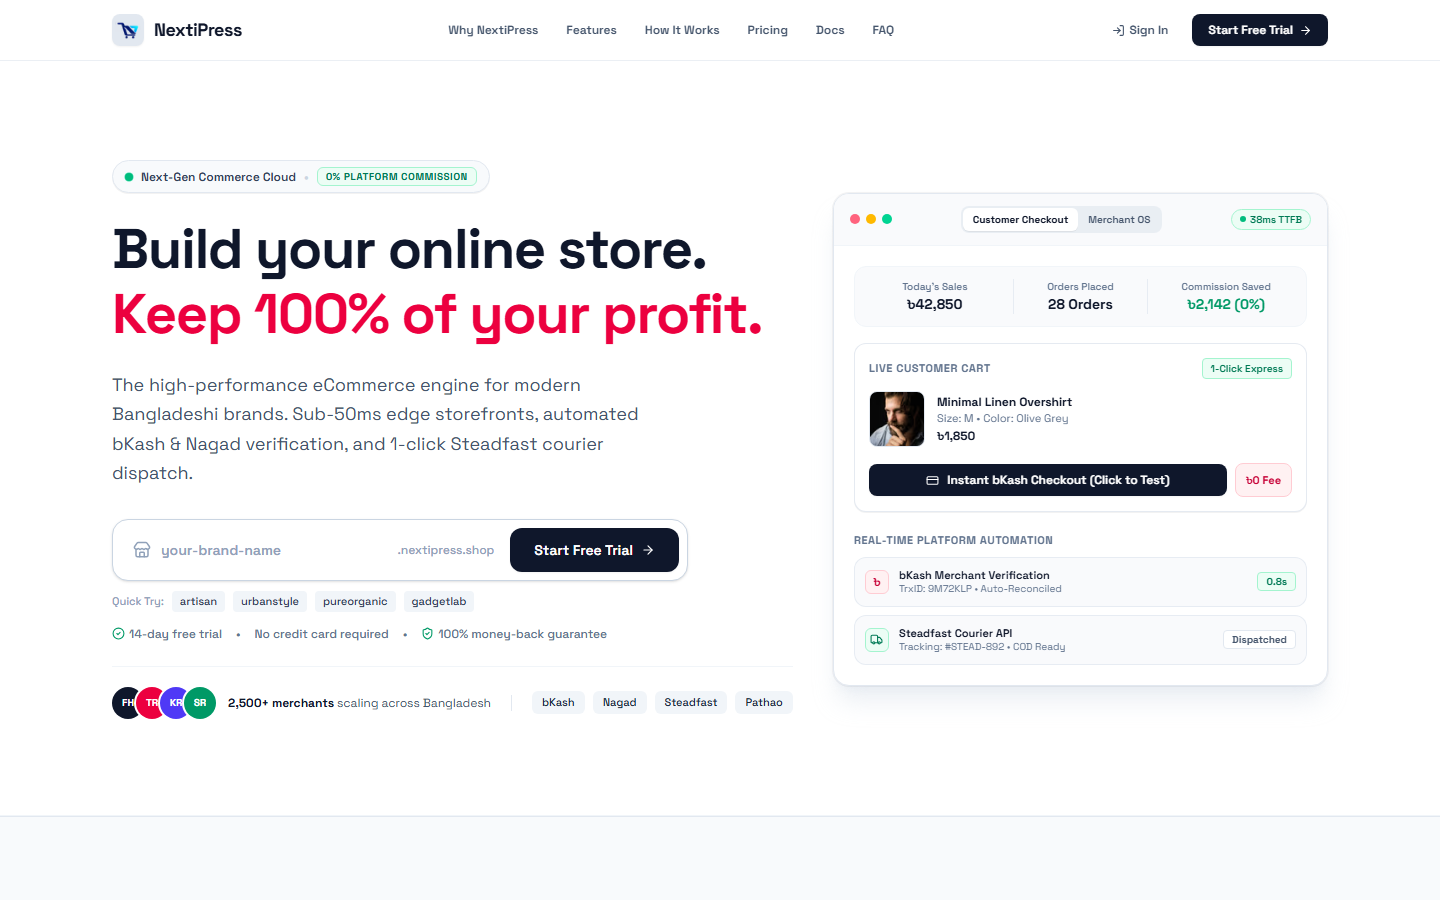 NextiPress
Why NextiPress
Features
How It Works
Pricing
Docs
FAQ
Sign In
Start Free Trial →
Next-Gen Commerce Cloud • 0% PLATFORM COMMISSION
Build your online store.
Keep 100% of your profit.
The high-performance eCommerce engine for modern
Bangladeshi brands. Sub-50ms edge storefronts, automated
bKash & Nagad verification, and 1-click Steadfast courier
dispatch.
your-brand-name
.nextipress.shop
Start Free Trial →
Quick Try: artisan urbanstyle pureorganic gadgetlab
14-day free trial • No credit card required • 100% money-back guarantee
FH TR KR SR
2,500+ merchants scaling across Bangladesh
bKash Nagad Steadfast Pathao
Customer Checkout
Merchant OS
38ms TTFB
Today's Sales
৳42,850
Orders Placed
28 Orders
Commission Saved
৳2,142 (0%)
LIVE CUSTOMER CART
1-Click Express
Minimal Linen Overshirt
Size: M • Color: Olive Grey
৳1,850
Instant bKash Checkout (Click to Test)
৳0 Fee
REAL-TIME PLATFORM AUTOMATION
৳
bKash Merchant Verification
TrxID: 9M72KLP • Auto-Reconciled
0.8s
Steadfast Courier API
Tracking: #STEAD-892 • COD Ready
Dispatched